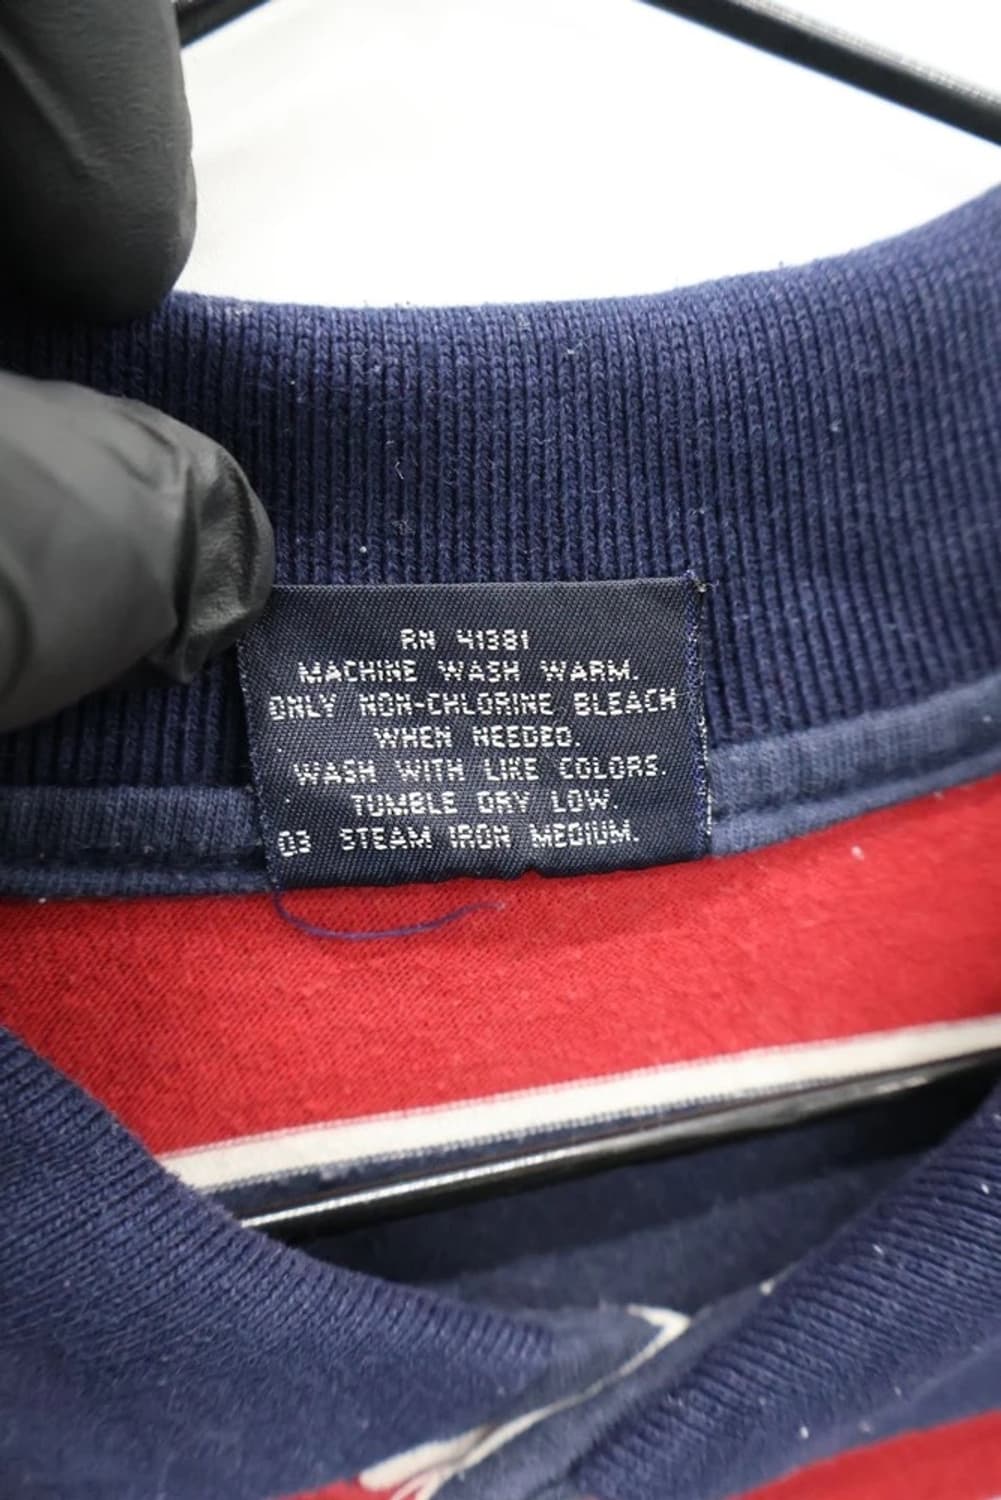 RN 41381
MACHINE WASH WARM.
ONLY NON-CHLORINE BLEACH
WHEN NEEDED.
WASH WITH LIKE COLORS.
TUMBLE DRY LOW.
03 STEAM IRON MEDIUM.